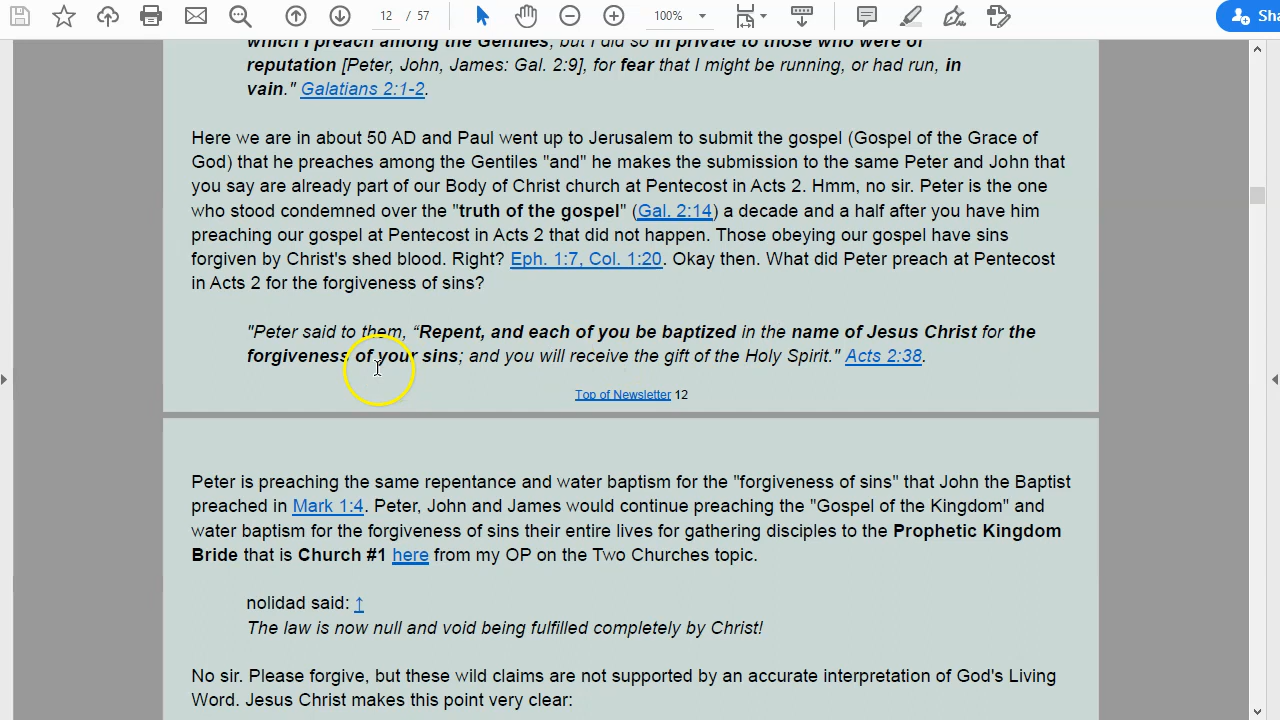 12 / 57
100%
Sha
which I preach among the Gentiles, but I did so in private to those who were of
reputation [Peter, John, James: Gal. 2:9], for fear that I might be running, or had run, in
vain." Galatians 2:1-2.
Here we are in about 50 AD and Paul went up to Jerusalem to submit the gospel (Gospel of the Grace of
God) that he preaches among the Gentiles "and" he makes the submission to the same Peter and John that
you say are already part of our Body of Christ church at Pentecost in Acts 2. Hmm, no sir. Peter is the one
who stood condemned over the "truth of the gospel" (Gal. 2:14) a decade and a half after you have him
preaching our gospel at Pentecost in Acts 2 that did not happen. Those obeying our gospel have sins
forgiven by Christ's shed blood. Right? Eph. 1:7, Col. 1:20. Okay then. What did Peter preach at Pentecost
in Acts 2 for the forgiveness of sins?
"Peter said to them, “Repent, and each of you be baptized in the name of Jesus Christ for the
forgiveness of your sins; and you will receive the gift of the Holy Spirit." Acts 2:38.
Top of Newsletter 12
Peter is preaching the same repentance and water baptism for the "forgiveness of sins" that John the Baptist
preached in Mark 1:4. Peter, John and James would continue preaching the "Gospel of the Kingdom" and
water baptism for the forgiveness of sins their entire lives for gathering disciples to the Prophetic Kingdom
Bride that is Church #1 here from my OP on the Two Churches topic.
nolidad said: ↑
The law is now null and void being fulfilled completely by Christ!
No sir. Please forgive, but these wild claims are not supported by an accurate interpretation of God's Living
Word. Jesus Christ makes this point very clear: